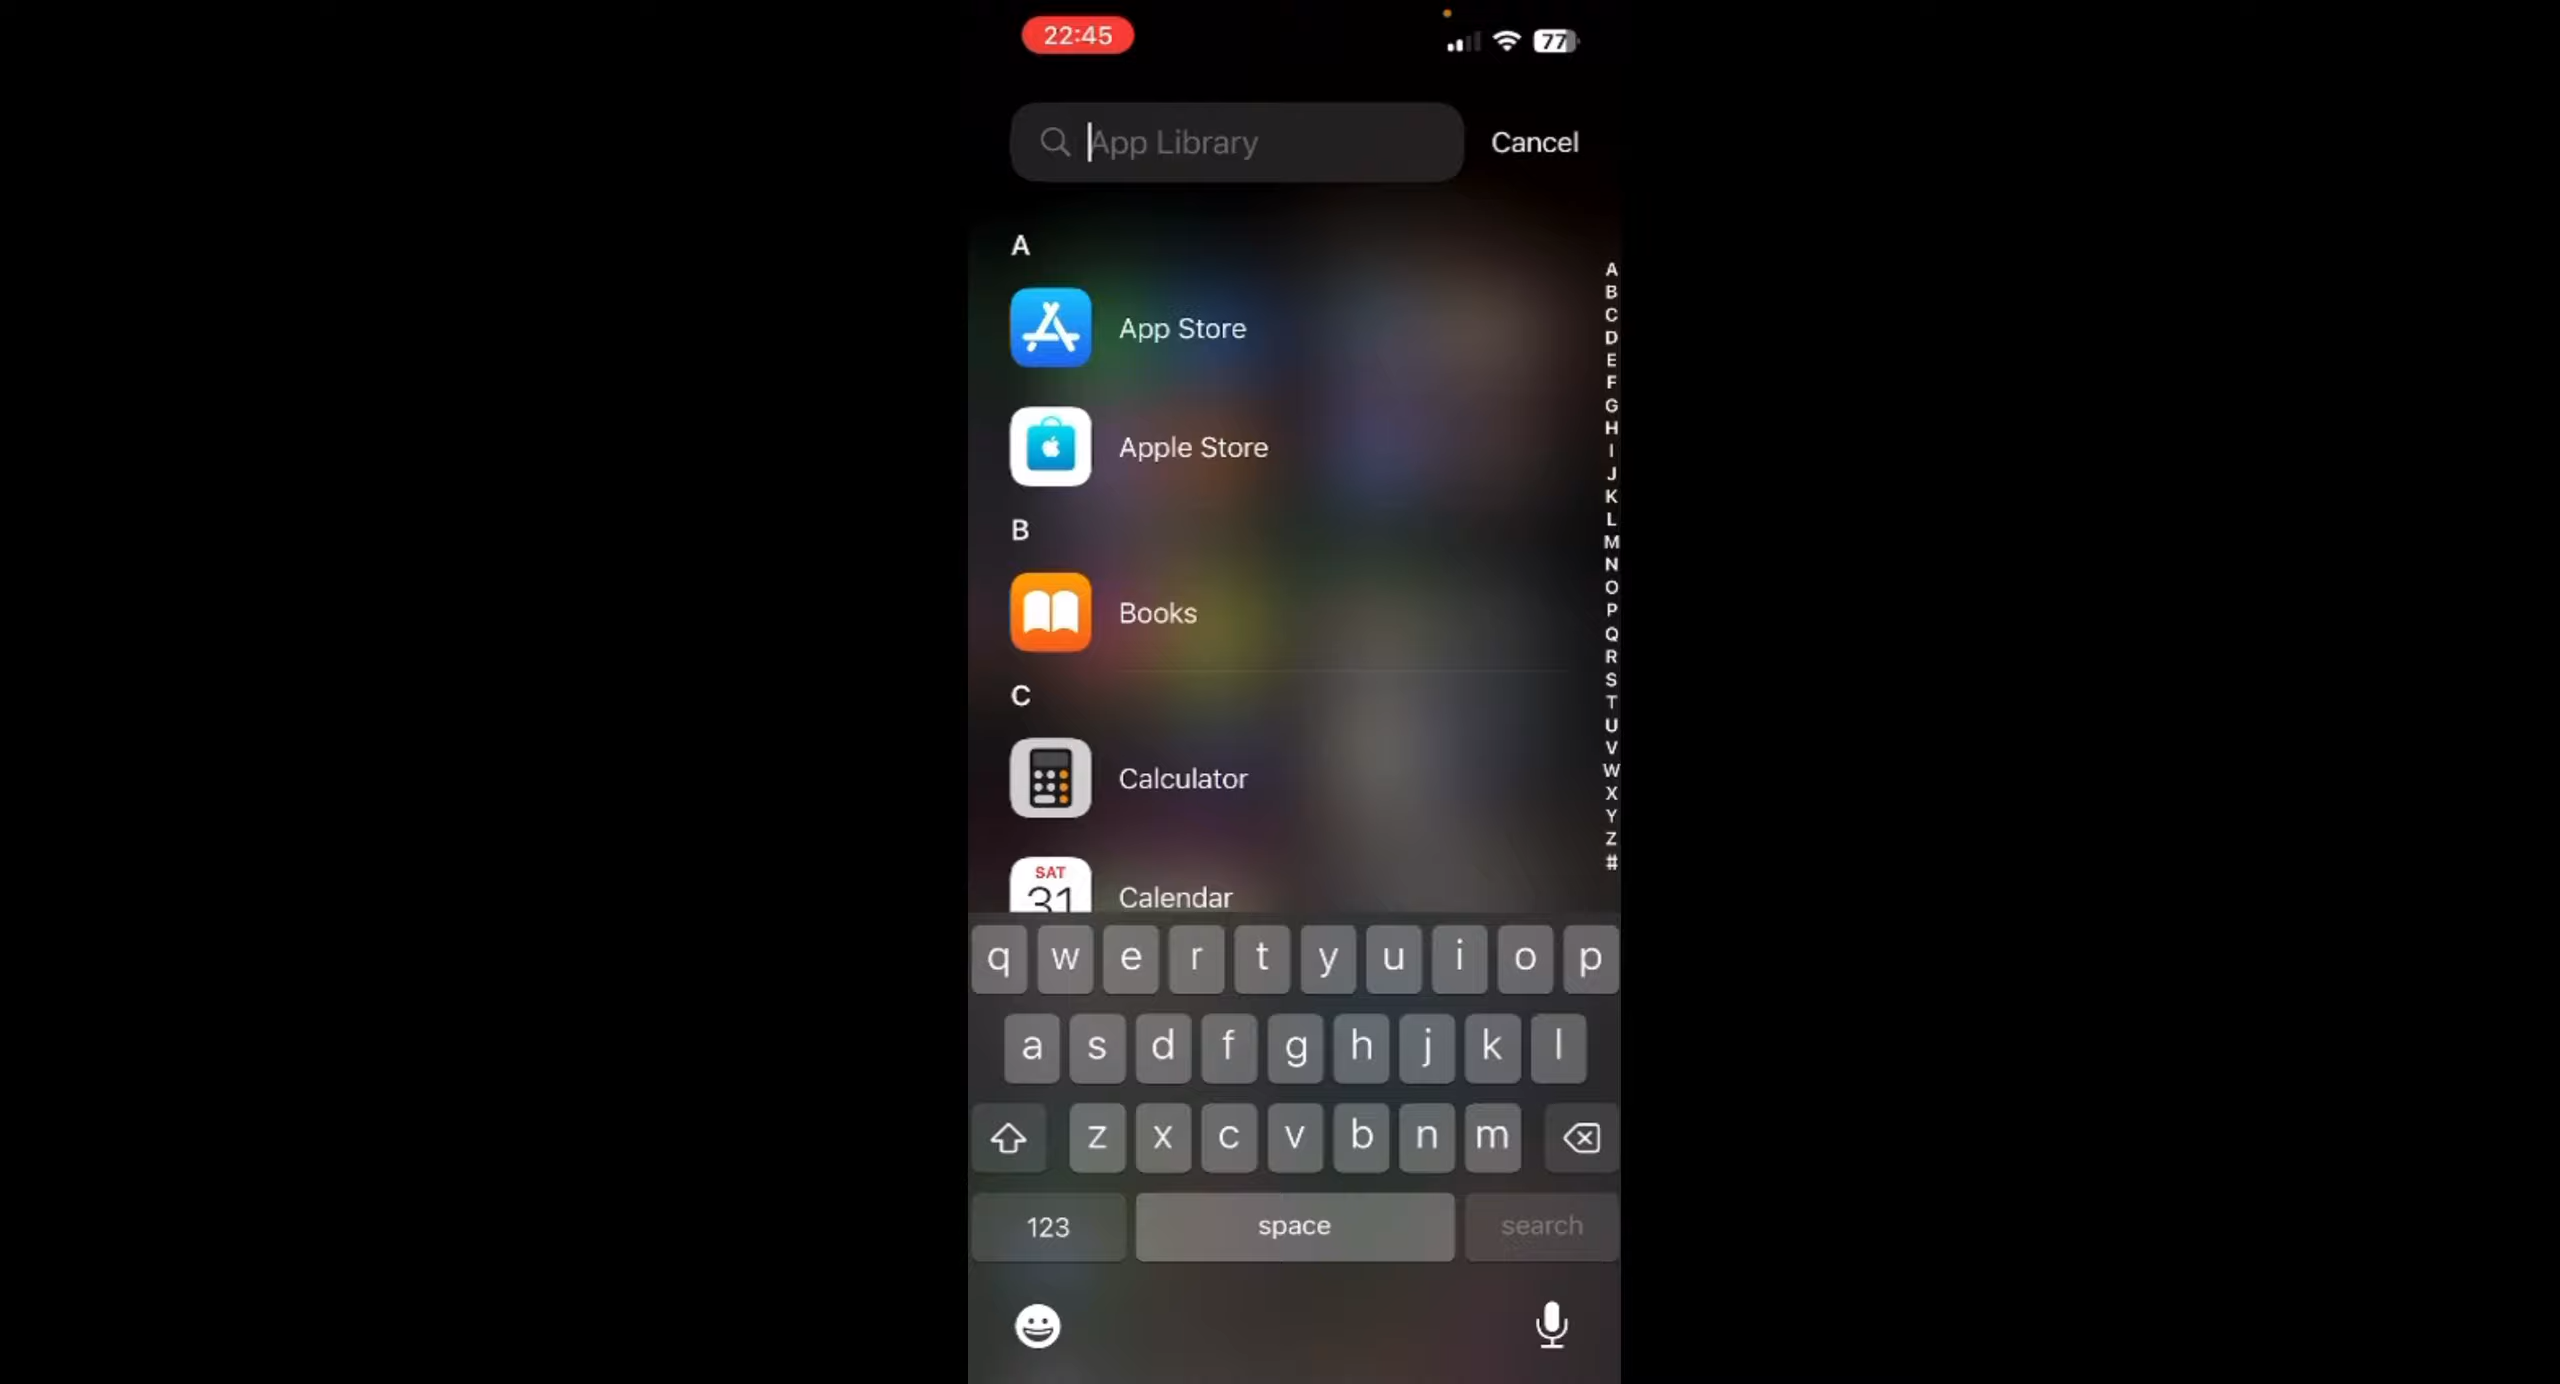 22:45
77
App Library
Cancel
A
App Store
Apple Store
B
Books
C
Calculator
SAT
31
Calendar
A
B
C
D
E
F
G
H
I
J
K
L
M
N
O
P
Q
R
S
T
U
V
W
X
Y
Z
#
q w e r t y u i o p
a s d f g h j k l
z x c v b n m
123 space search